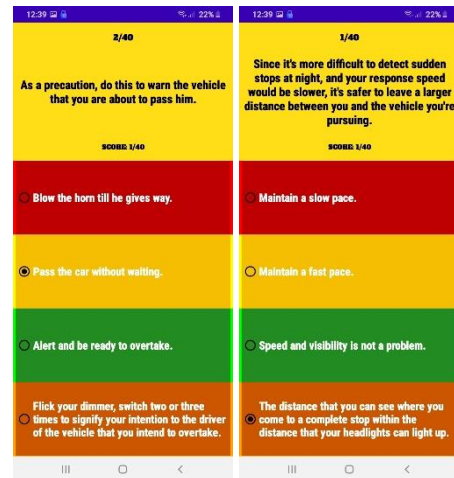 12:39 22%
2/40
As a precaution, do this to warn the vehicle
that you are about to pass him.
SCORE: 1/40
Blow the horn till he gives way.
Pass the car without waiting.
Alert and be ready to overtake.
Flick your dimmer, switch two or three
times to signify your intention to the driver
of the vehicle that you intend to overtake.
12:39 22%
1/40
Since it's more difficult to detect sudden
stops at night, and your response speed
would be slower, it's safer to leave a larger
distance between you and the vehicle you're
pursuing.
SCORE: 1/40
Maintain a slow pace.
Maintain a fast pace.
Speed and visibility is not a problem.
The distance that you can see where you
come to a complete stop within the
distance that your headlights can light up.